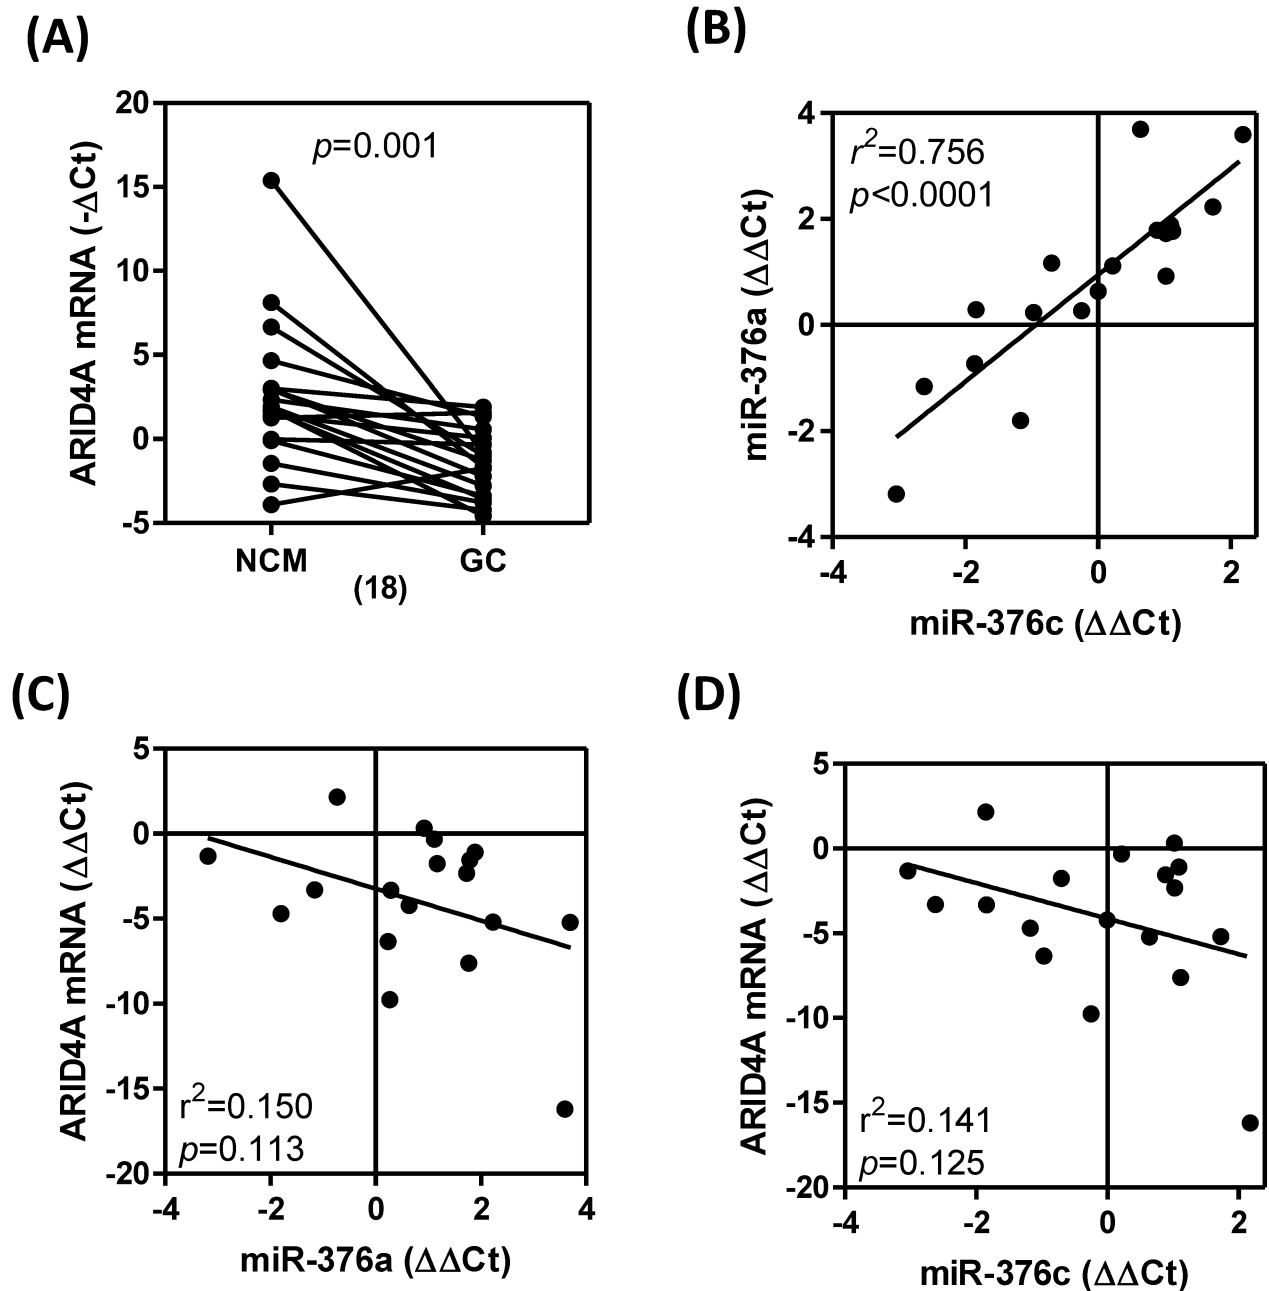 (A)
20
15
10
5
0
-5
ARID4A mRNA (-ΔCt)
p=0.001
NCM
GC
(18)
(B)
4
2
0
-2
-4
miR-376a (ΔΔCt)
r²=0.756
p<0.0001
-4
-2
0
2
miR-376c (ΔΔCt)
(C)
5
0
-5
-10
-15
-20
ARID4A mRNA (ΔΔCt)
r²=0.150
p=0.113
-4
-2
0
2
4
miR-376a (ΔΔCt)
(D)
5
0
-5
-10
-15
-20
ARID4A mRNA (ΔΔCt)
r²=0.141
p=0.125
-4
-2
0
2
miR-376c (ΔΔCt)